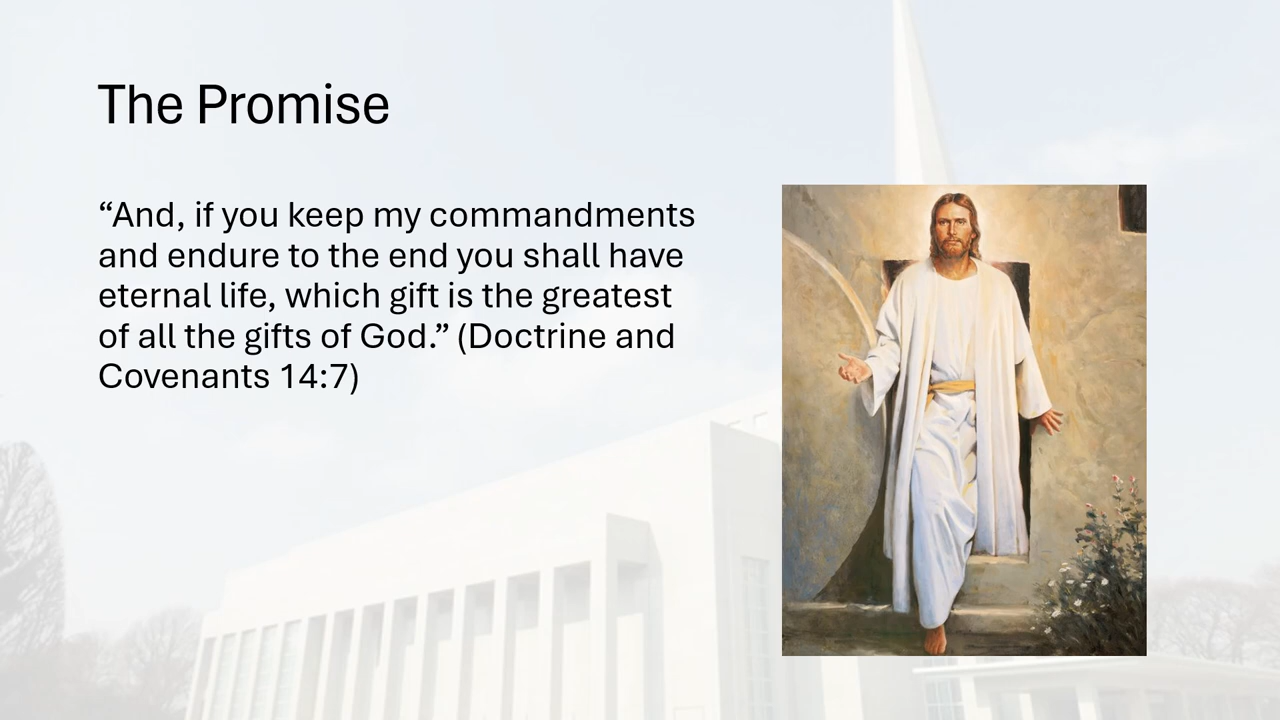 The Promise
“And, if you keep my commandments
and endure to the end you shall have
eternal life, which gift is the greatest
of all the gifts of God.” (Doctrine and
Covenants 14:7)